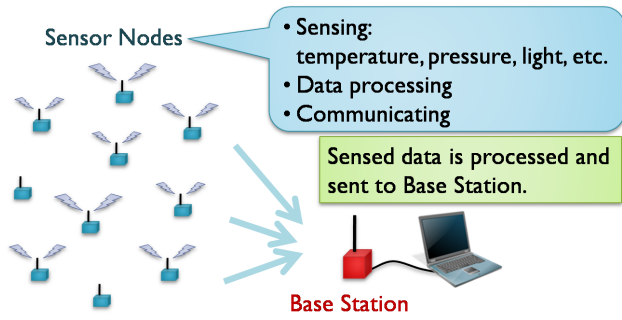 Sensor Nodes
• Sensing:
temperature, pressure, light, etc.
• Data processing
• Communicating
Sensed data is processed and
sent to Base Station.
Base Station